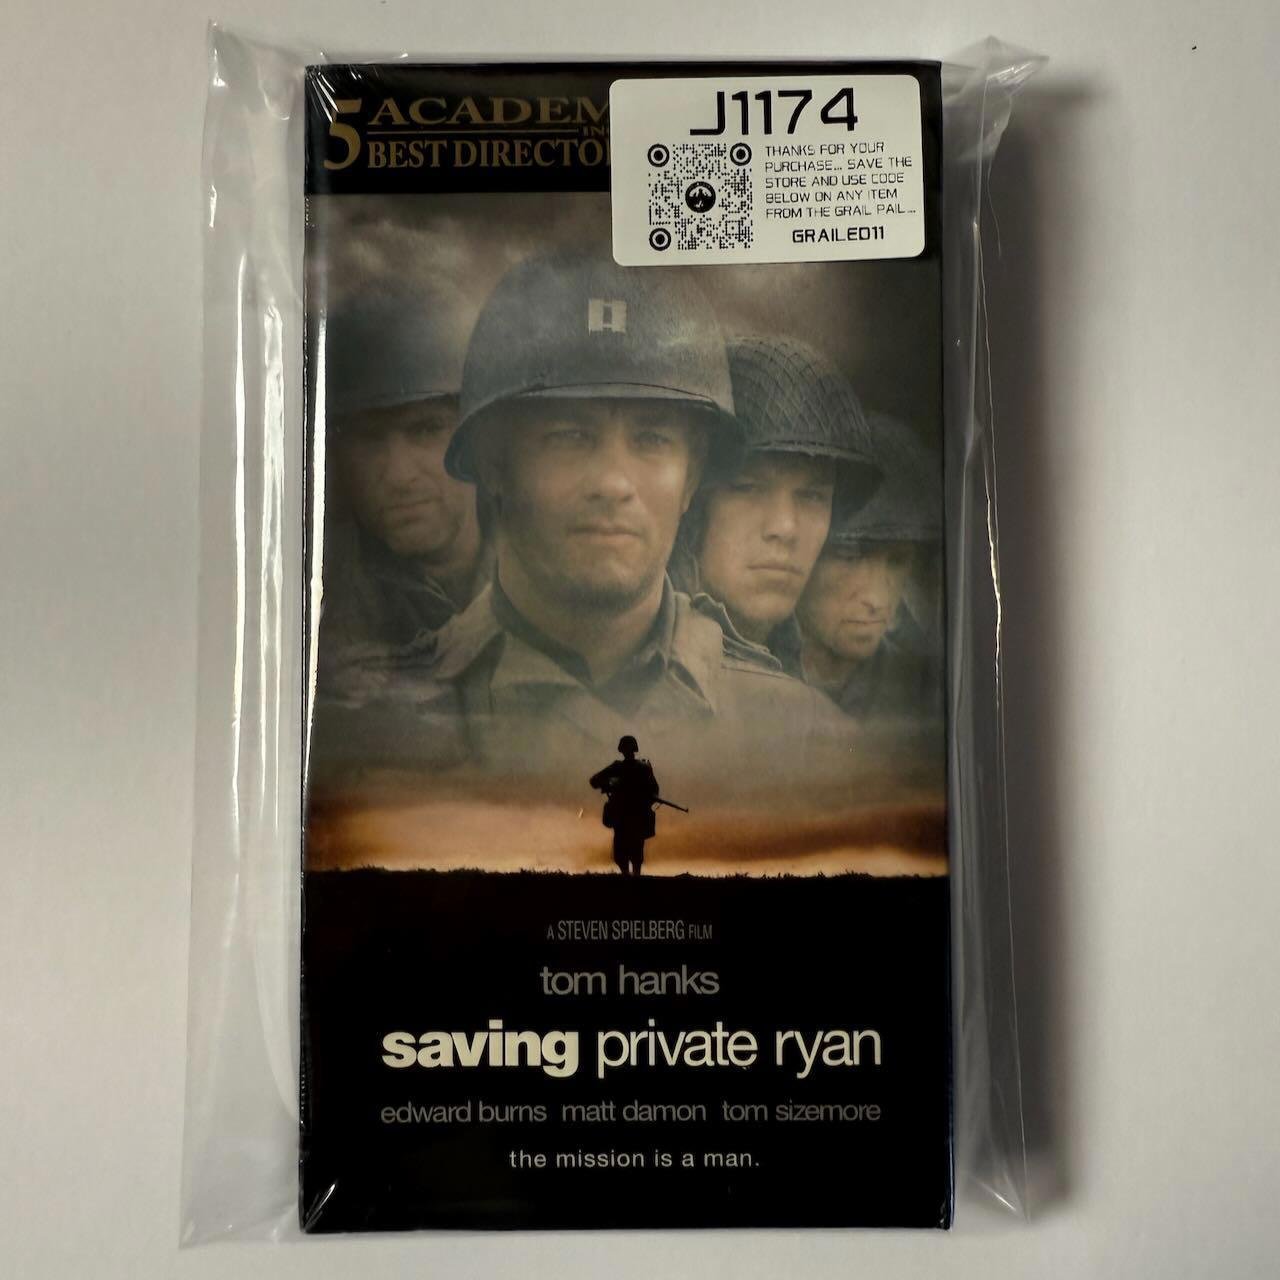 5 ACADEM
IN
BEST DIRECTO
J1174
THANKS FOR YOUR
PURCHASE... SAVE THE
STORE AND USE CODE
BELOW ON ANY ITEM
FROM THE GRAIL PAIL...
GRAILED11
A STEVEN SPIELBERG FILM
tom hanks
saving private ryan
edward burns matt damon tom sizemore
the mission is a man.